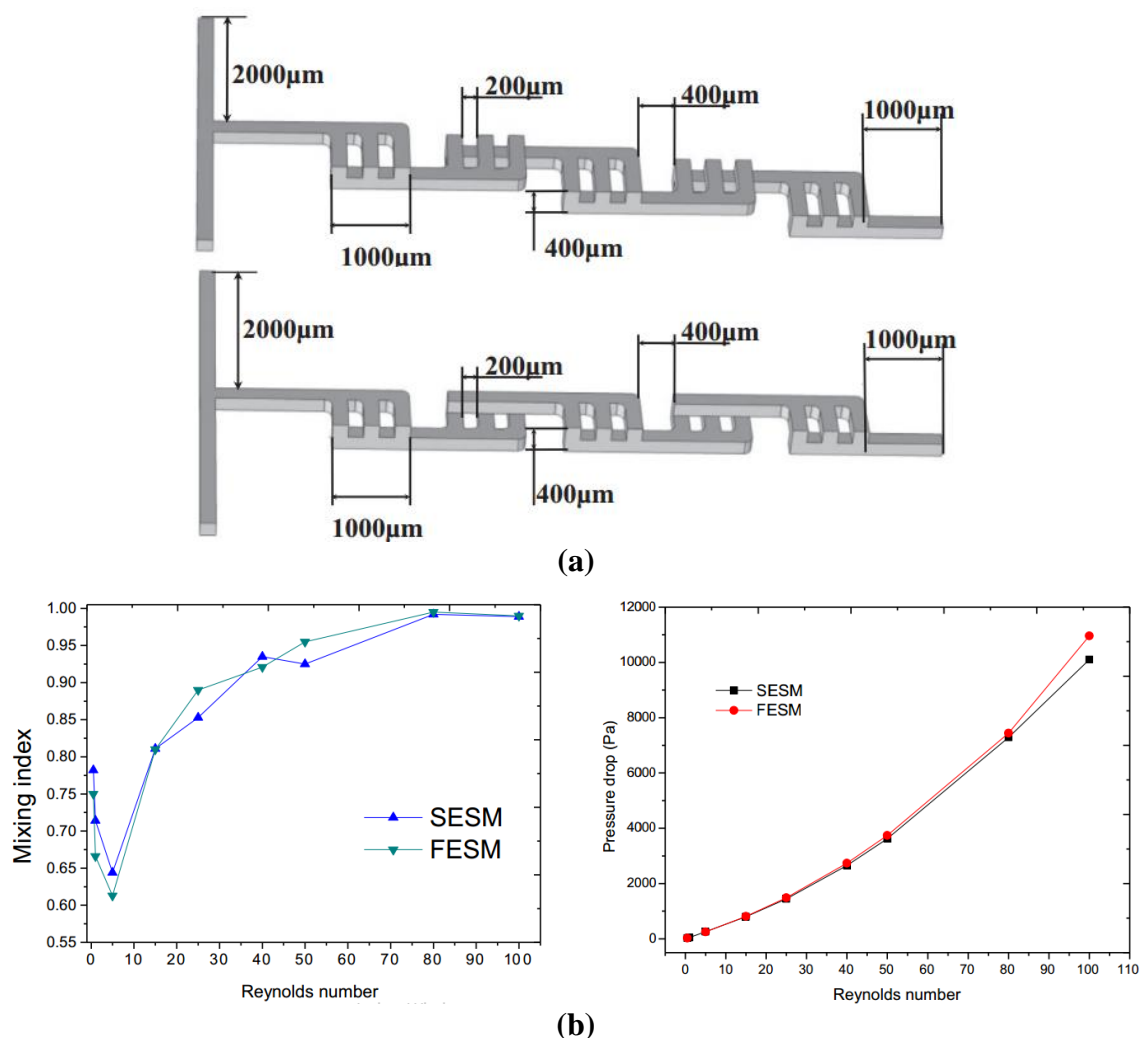 2000μm
200μm
400μm
1000μm
1000μm
400μm
2000μm
200μm
400μm
1000μm
400μm
1000μm
(a)
1.00
0.95
0.90
0.85
0.80
0.75
0.70
0.65
0.60
0.55
Mixing index
SESM
FESM
0 10 20 30 40 50 60 70 80 90 100
Reynolds number
12000
10000
8000
6000
4000
2000
0
Pressure drop (Pa)
SESM
FESM
0 10 20 30 40 50 60 70 80 90 100 110
Reynolds number
(b)